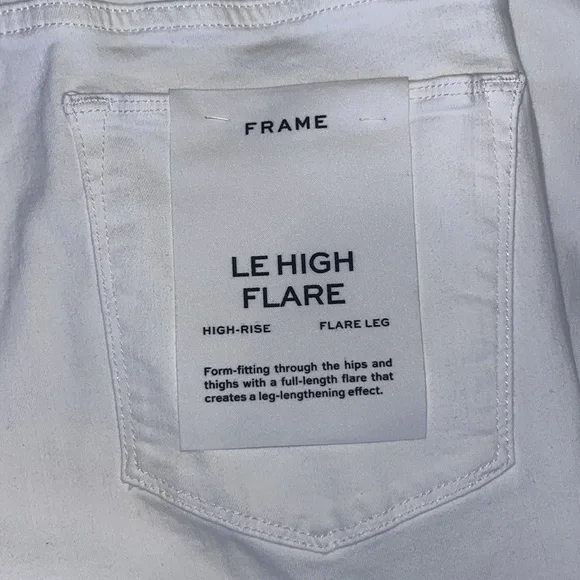 FRAME
LE HIGH
FLARE
HIGH-RISE FLARE LEG
Form-fitting through the hips and
thighs with a full-length flare that
creates a leg-lengthening effect.